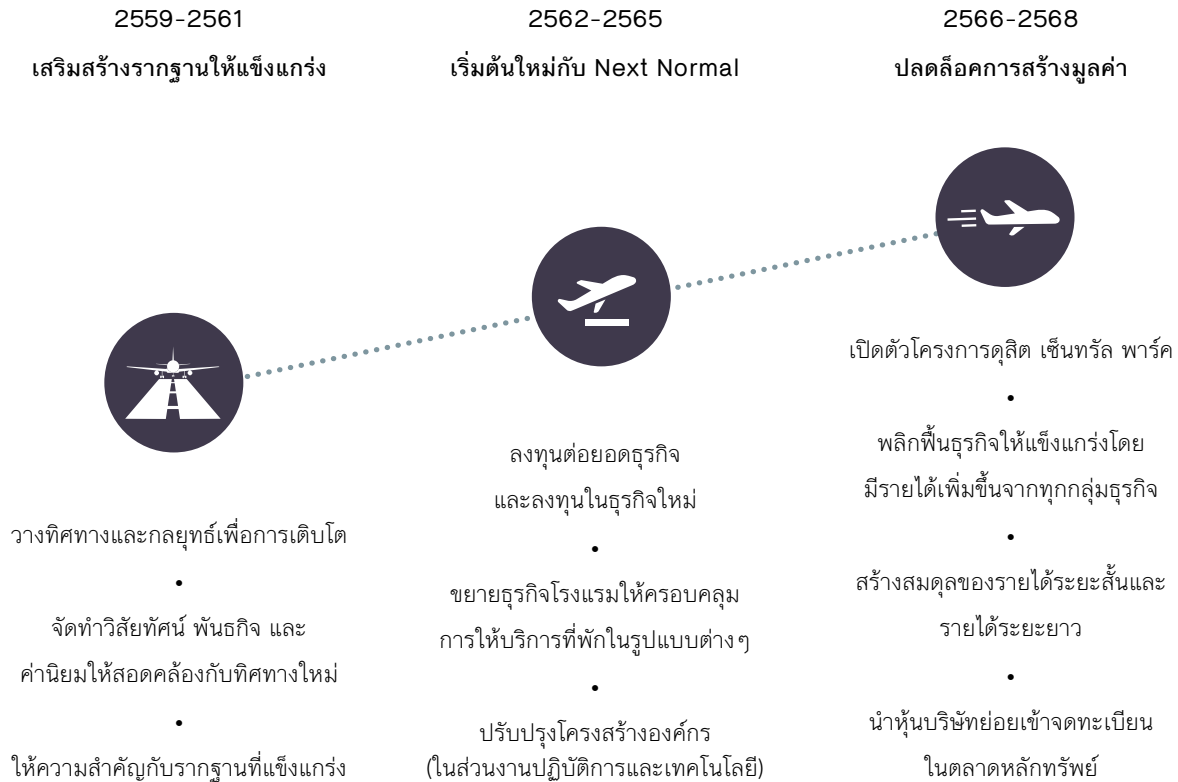 2559-2561
เสริมสร้างรากฐานให้แข็งแกร่ง
วางทิศทางและกลยุทธ์เพื่อการเติบโต
•
จัดทำวิสัยทัศน์ พันธกิจ และ
ค่านิยมให้สอดคล้องกับทิศทางใหม่
•
ให้ความสำคัญกับรากฐานที่แข็งแกร่ง
2562-2565
เริ่มต้นใหม่กับ Next Normal
ลงทุนต่อยอดธุรกิจ
และลงทุนในธุรกิจใหม่
•
ขยายธุรกิจโรงแรมให้ครอบคลุม
การให้บริการที่พักในรูปแบบต่างๆ
•
ปรับปรุงโครงสร้างองค์กร
(ในส่วนงานปฏิบัติการและเทคโนโลยี)
2566-2568
ปลดล็อคการสร้างมูลค่า
เปิดตัวโครงการดุสิต เซ็นทรัล พาร์ค
•
พลิกฟื้นธุรกิจให้แข็งแกร่งโดย
มีรายได้เพิ่มขึ้นจากทุกกลุ่มธุรกิจ
•
สร้างสมดุลของรายได้ระยะสั้นและ
รายได้ระยะยาว
•
นำหุ้นบริษัทย่อยเข้าจดทะเบียน
ในตลาดหลักทรัพย์